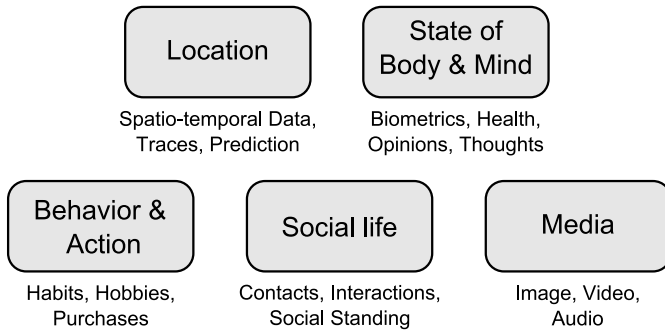 Location
Spatio-temporal Data,
Traces, Prediction
State of
Body & Mind
Biometrics, Health,
Opinions, Thoughts
Behavior &
Action
Habits, Hobbies,
Purchases
Social life
Contacts, Interactions,
Social Standing
Media
Image, Video,
Audio